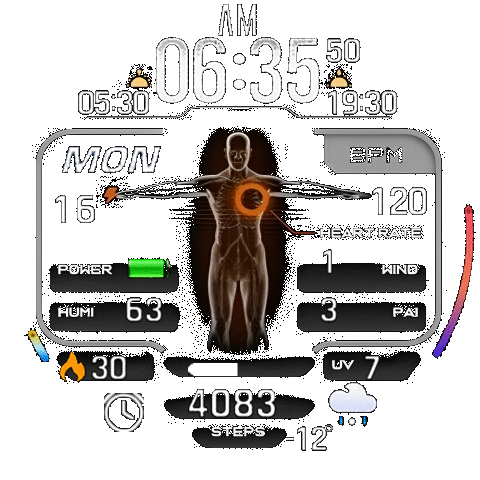 AM
06:35 50
05:30 19:30
MON BPM
16 120
HEART RATE
POWER 1 WIND
HUMI 63 3 PAI
30 UV 7
4083
STEPS -12°